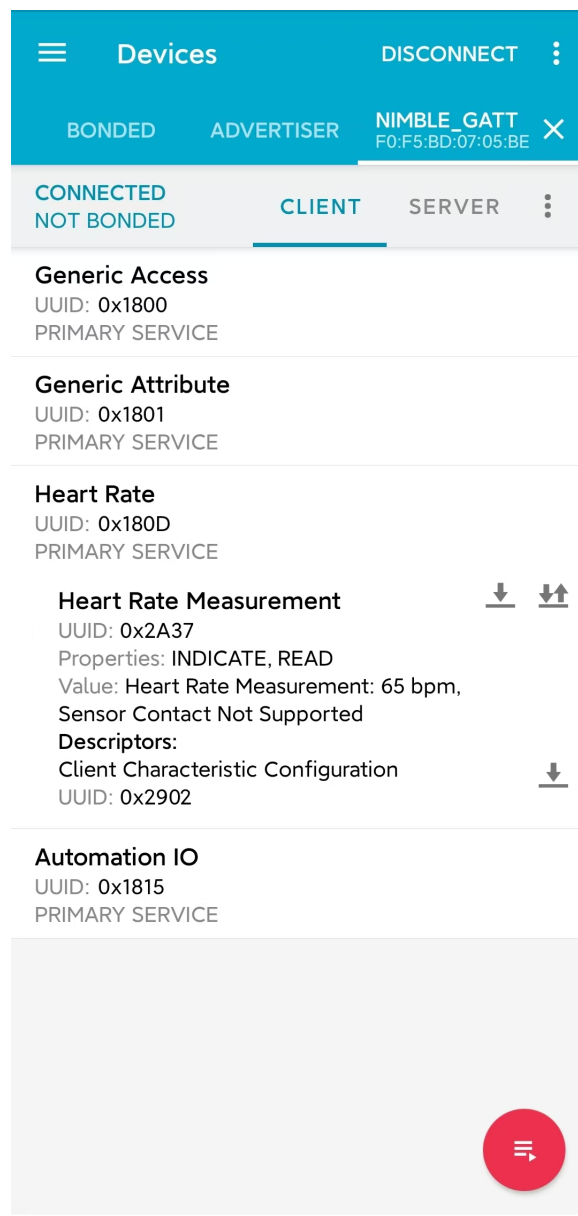 Devices DISCONNECT
BONDED ADVERTISER NIMBLE_GATT
F0:F5:BD:07:05:BE
CONNECTED
NOT BONDED
CLIENT SERVER
Generic Access
UUID: 0x1800
PRIMARY SERVICE
Generic Attribute
UUID: 0x1801
PRIMARY SERVICE
Heart Rate
UUID: 0x180D
PRIMARY SERVICE
Heart Rate Measurement
UUID: 0x2A37
Properties: INDICATE, READ
Value: Heart Rate Measurement: 65 bpm,
Sensor Contact Not Supported
Descriptors:
Client Characteristic Configuration
UUID: 0x2902
Automation IO
UUID: 0x1815
PRIMARY SERVICE